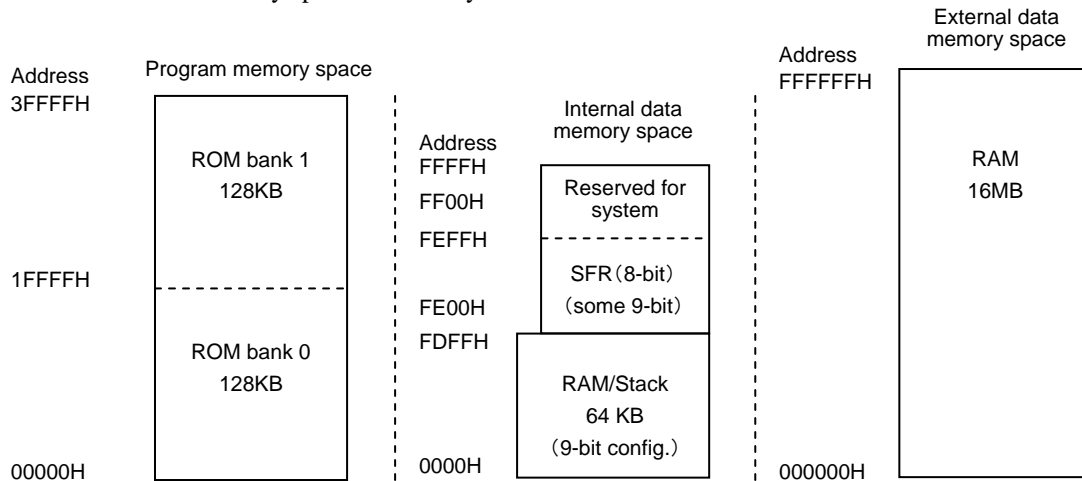 Address
3FFFFH
Program memory space
ROM bank 1
128KB
1FFFFH
ROM bank 0
128KB
00000H
Internal data
memory space
Address
FFFFH
FF00H
FEFFH
FE00H
FDFFH
0000H
Reserved for
system
SFR（8-bit）
（some 9-bit）
RAM/Stack
64 KB
（9-bit config.）
External data
memory space
Address
FFFFFFH
RAM
16MB
000000H